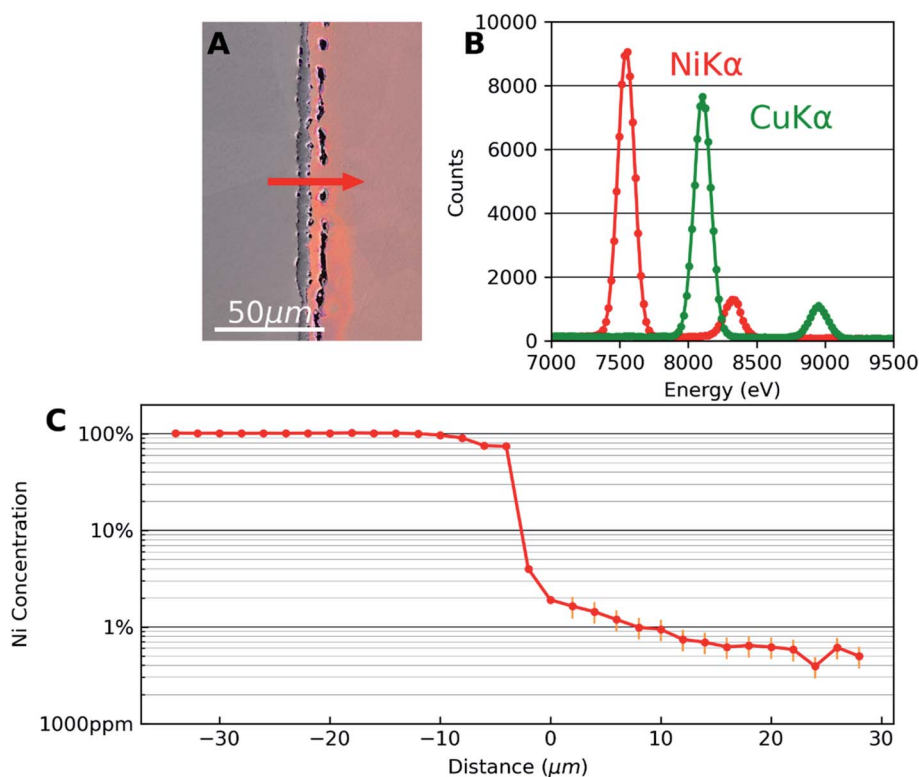 A
50μm
B
10000
8000
6000
4000
2000
0
Counts
NiKα
CuKα
7000 7500 8000 8500 9000 9500
Energy (eV)
C
100%
10%
1%
1000ppm
Ni Concentration
−30 −20 −10 0 10 20 30
Distance (μm)